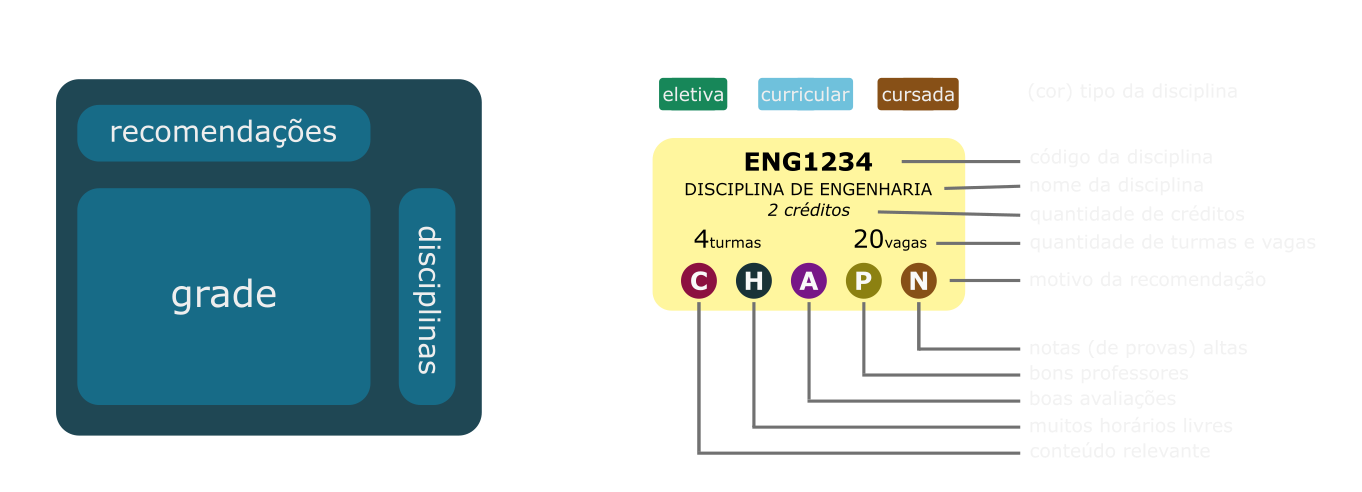 recomendações
grade
disciplinas
eletiva
curricular
cursada
(cor) tipo da disciplina
ENG1234
código da disciplina
DISCIPLINA DE ENGENHARIA
nome da disciplina
2 créditos
quantidade de créditos
4turmas
20vagas
quantidade de turmas e vagas
C H A P N
motivo da recomendação
notas (de provas) altas
bons professores
boas avaliações
muitos horários livres
conteúdo relevante